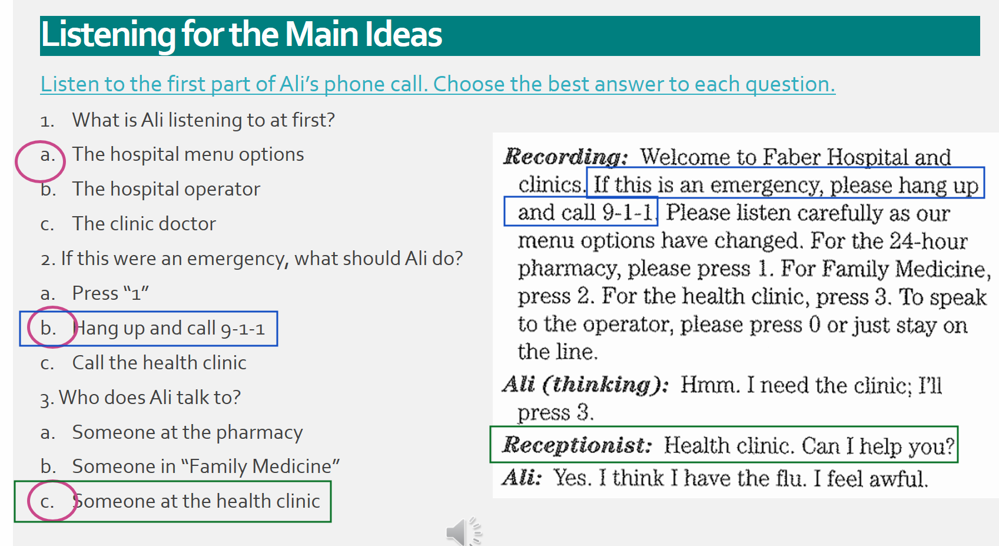 Listening for the Main Ideas
Listen to the first part of Ali's phone call. Choose the best answer to each question.
1. What is Ali listening to at first?
a. The hospital menu options
b. The hospital operator
c. The clinic doctor
2. If this were an emergency, what should Ali do?
a. Press “1”
b. Hang up and call 9-1-1
c. Call the health clinic
3. Who does Ali talk to?
a. Someone at the pharmacy
b. Someone in “Family Medicine”
c. Someone at the health clinic
Recording: Welcome to Faber Hospital and
clinics. If this is an emergency, please hang up
and call 9-1-1. Please listen carefully as our
menu options have changed. For the 24-hour
pharmacy, please press 1. For Family Medicine,
press 2. For the health clinic, press 3. To speak
to the operator, please press 0 or just stay on
the line.
Ali (thinking): Hmm. I need the clinic; I'll
press 3.
Receptionist: Health clinic. Can I help you?
Ali: Yes. I think I have the flu. I feel awful.